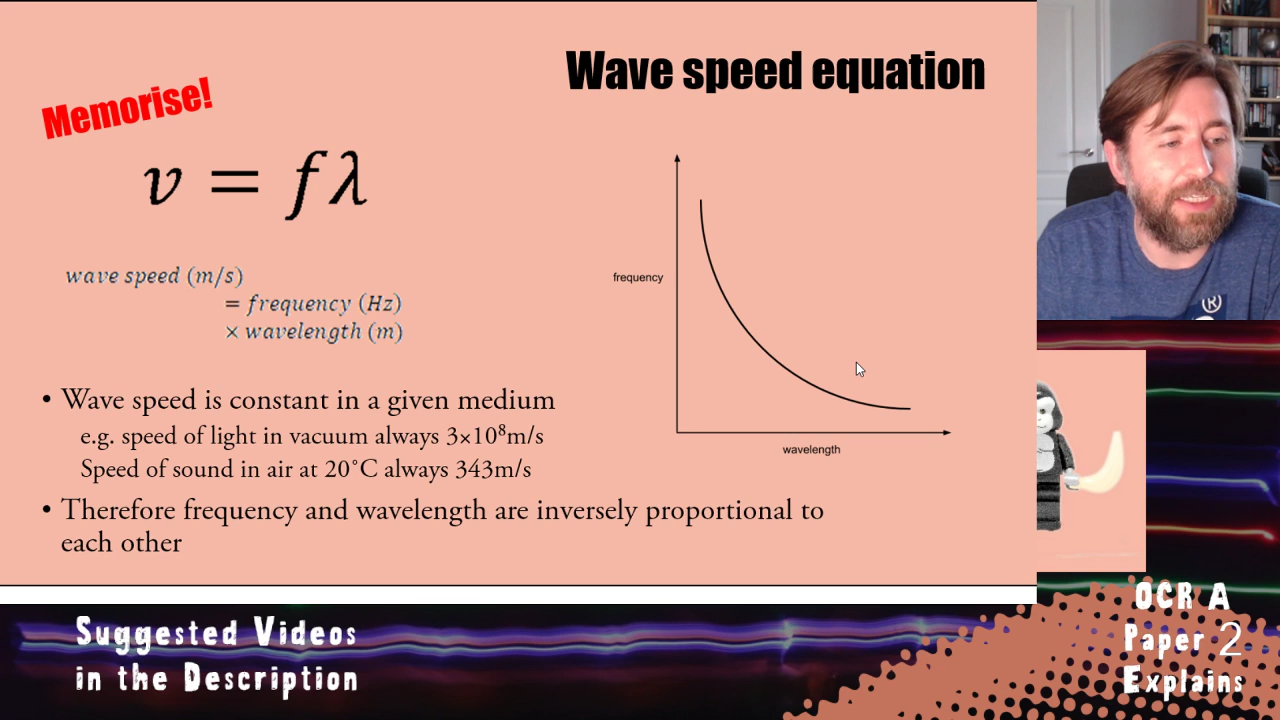 Wave speed equation
Memorise!
v = fλ
wave speed (m/s)
= frequency (Hz)
× wavelength (m)
frequency
wavelength
• Wave speed is constant in a given medium
e.g. speed of light in vacuum always 3×10⁸m/s
Speed of sound in air at 20˚C always 343m/s
• Therefore frequency and wavelength are inversely proportional to
each other
®
Suggested Videos
in the Description
OCR A
Paper 2
Explains